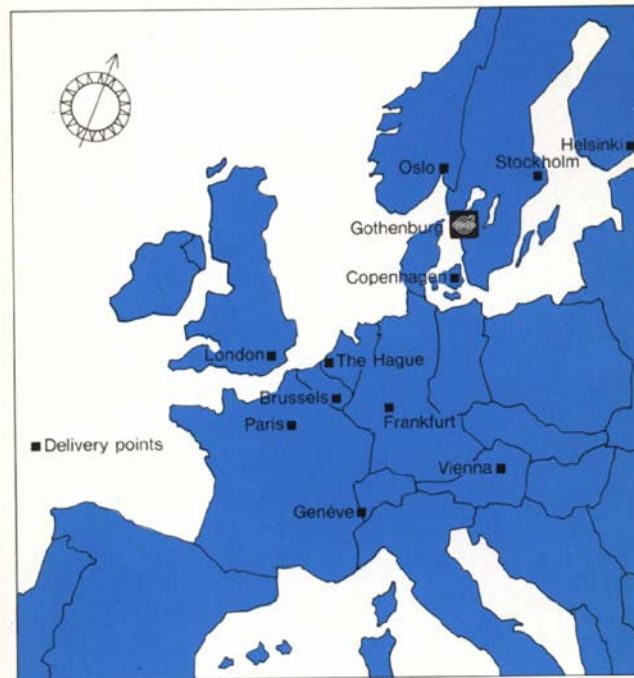 Helsinki
Oslo
Stockholm
Gothenburg
Copenhagen
London
The Hague
Brussels
Paris
Frankfurt
Delivery points
Vienna
Genève